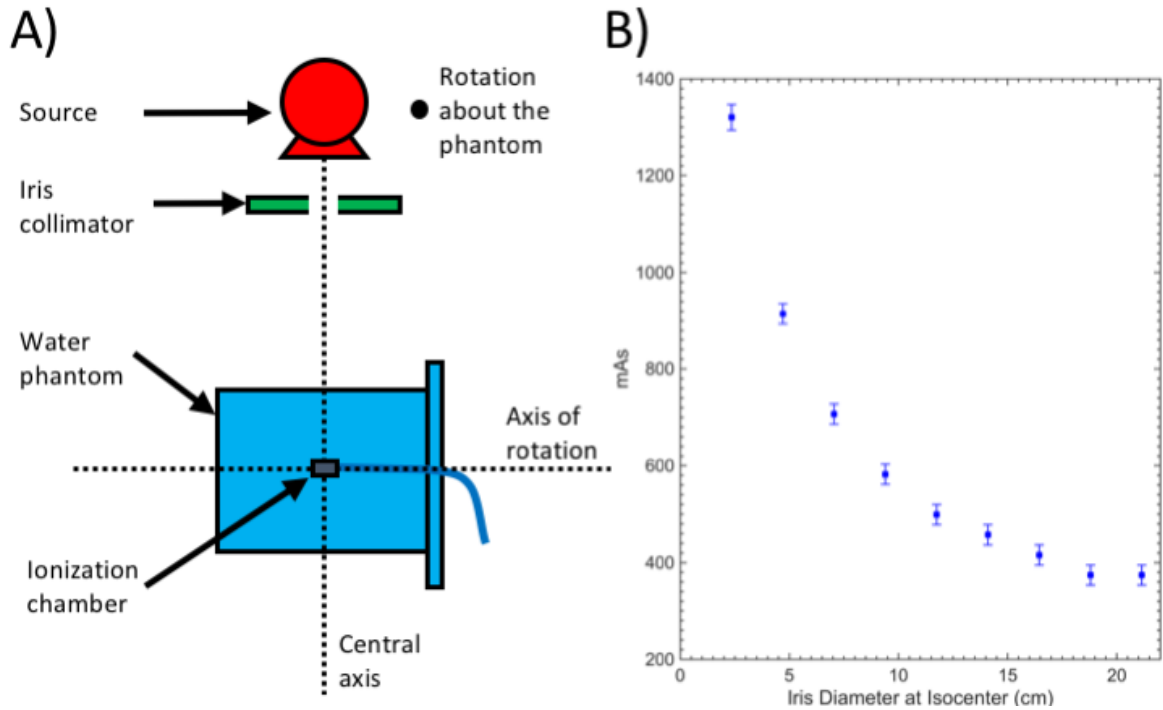 A)
Source
Rotation
about the
phantom
Iris
collimator
Water
phantom
Axis of
rotation
Ionization
chamber
Central
axis
B)
1400
1200
1000
800
600
400
200
mAs
0
5
10
15
20
Iris Diameter at Isocenter (cm)